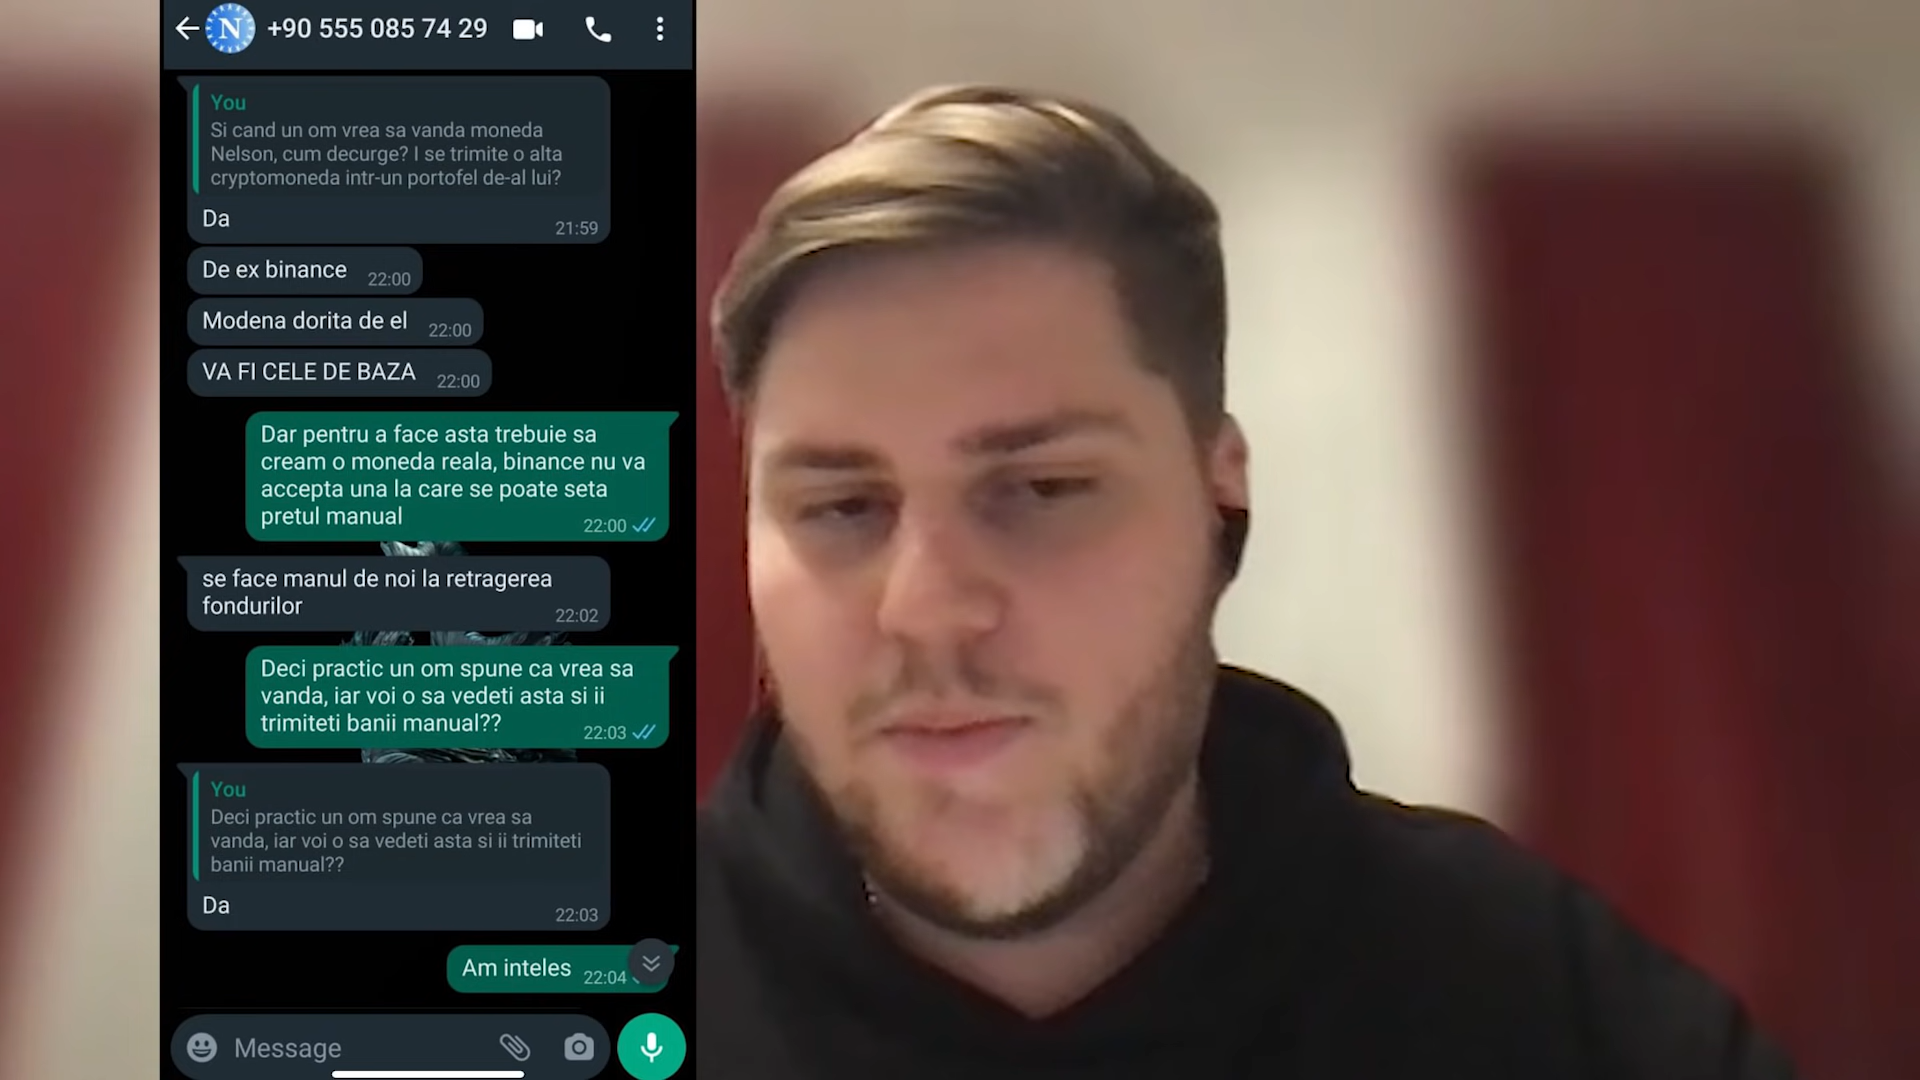 N +90 555 085 74 29
You
Si cand un om vrea sa vanda moneda
Nelson, cum decurge? I se trimite o alta
cryptomoneda intr-un portofel de-al lui?
Da 21:59
De ex binance 22:00
Modena dorita de el 22:00
VA FI CELE DE BAZA 22:00
Dar pentru a face asta trebuie sa
cream o moneda reala, binance nu va
accepta una la care se poate seta
pretul manual 22:00
se face manul de noi la retragerea
fondurilor 22:02
Deci practic un om spune ca vrea sa
vanda, iar voi o sa vedeti asta si ii
trimiteti banii manual?? 22:03
You
Deci practic un om spune ca vrea sa
vanda, iar voi o sa vedeti asta si ii trimiteti
banii manual??
Da 22:03
Am inteles 22:04
Message